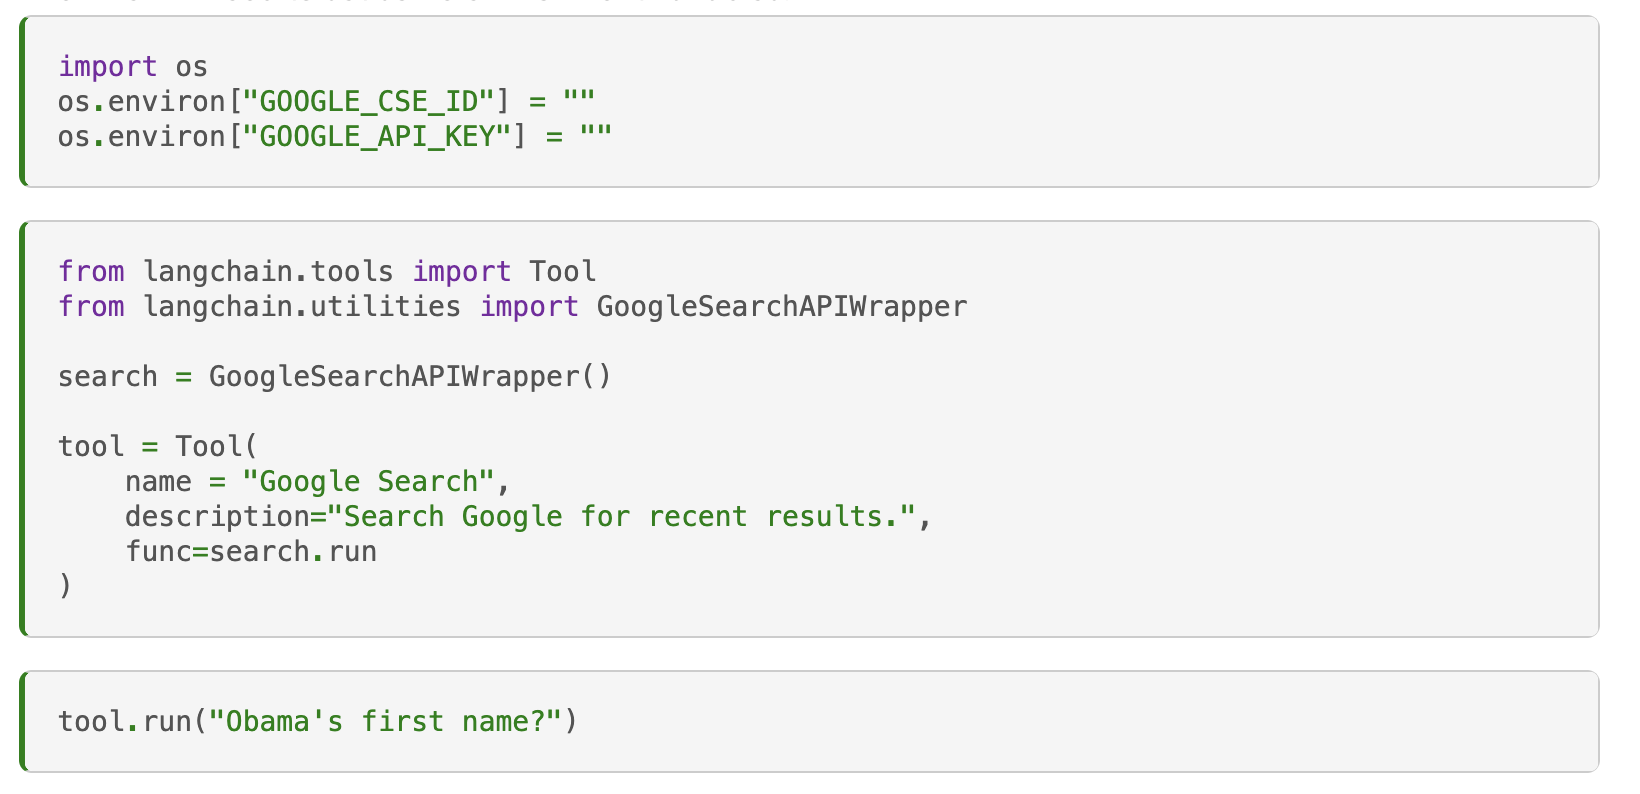 import os
os.environ["GOOGLE_CSE_ID"] = ""
os.environ["GOOGLE_API_KEY"] = ""
from langchain.tools import Tool
from langchain.utilities import GoogleSearchAPIWrapper
search = GoogleSearchAPIWrapper()
tool = Tool(
    name = "Google Search",
    description="Search Google for recent results.",
    func=search.run
)
tool.run("Obama's first name?")